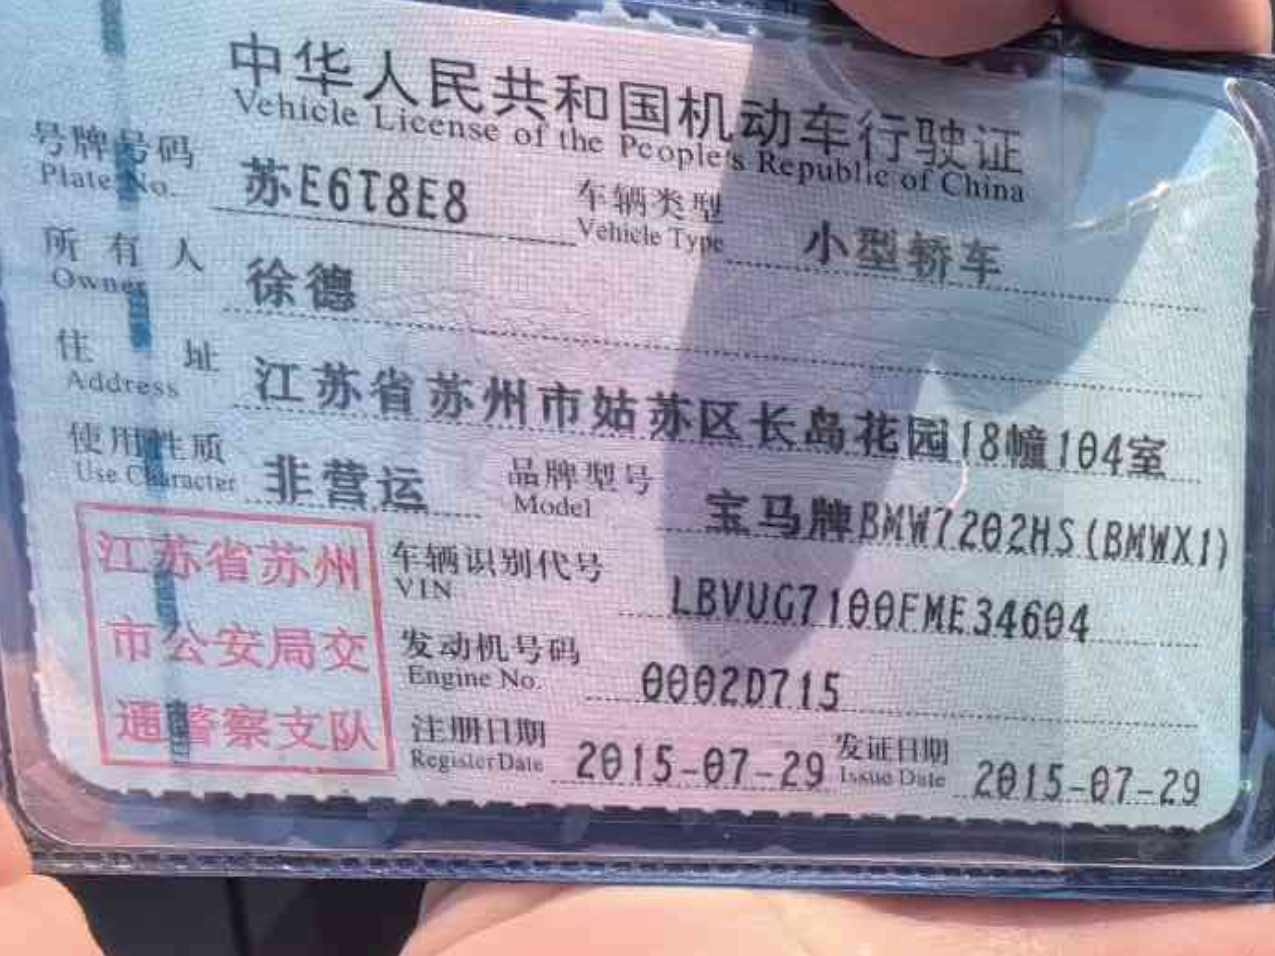 中华人民共和国机动车行驶证
Vehicle License of the People's Republic of China
号牌号码 苏E6T8E8 车辆类型 小型轿车
Plate No. Vehicle Type
所有人 徐德
Owner
住址 江苏省苏州市姑苏区长岛花园18幢104室
Address
使用性质 非营运 品牌型号 宝马牌BMW7202HS(BMWX1)
Use Character Model
江苏省苏州
市公安局交
通警察支队
车辆识别代号 LBVUG7100FME34604
VIN
发动机号码 0002D715
Engine No.
注册日期 2015-07-29 发证日期 2015-07-29
Register Date Issue Date